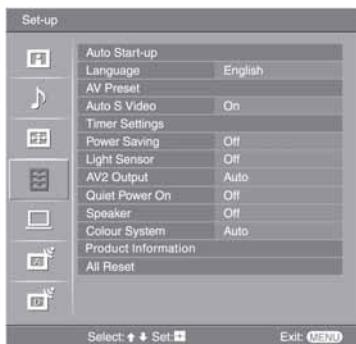 Set-up
Auto Start-up
Language English
AV Preset
Auto S Video On
Timer Settings
Power Saving Off
Light Sensor Off
AV2 Output Auto
Quiet Power On Off
Speaker Off
Colour System Auto
Product Information
All Reset
Select: Set: Exit: MENU